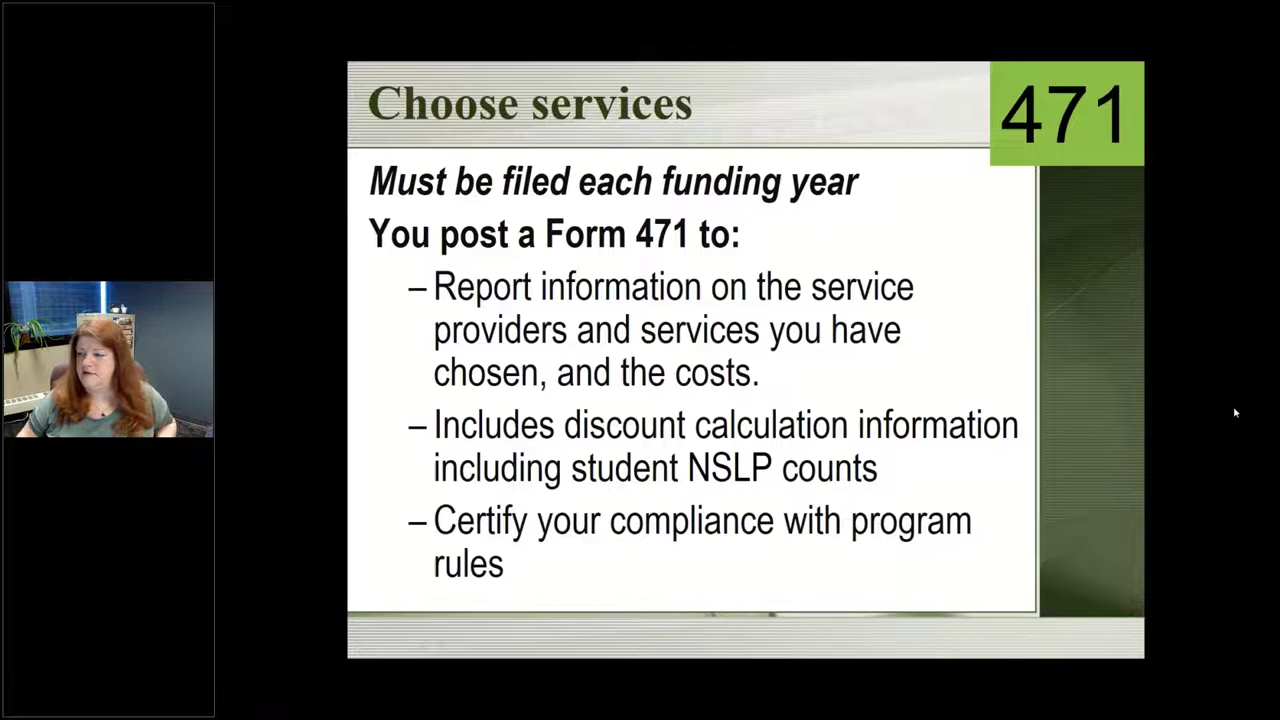 Choose services
471
Must be filed each funding year
You post a Form 471 to:
– Report information on the service
providers and services you have
chosen, and the costs.
– Includes discount calculation information
including student NSLP counts
– Certify your compliance with program
rules